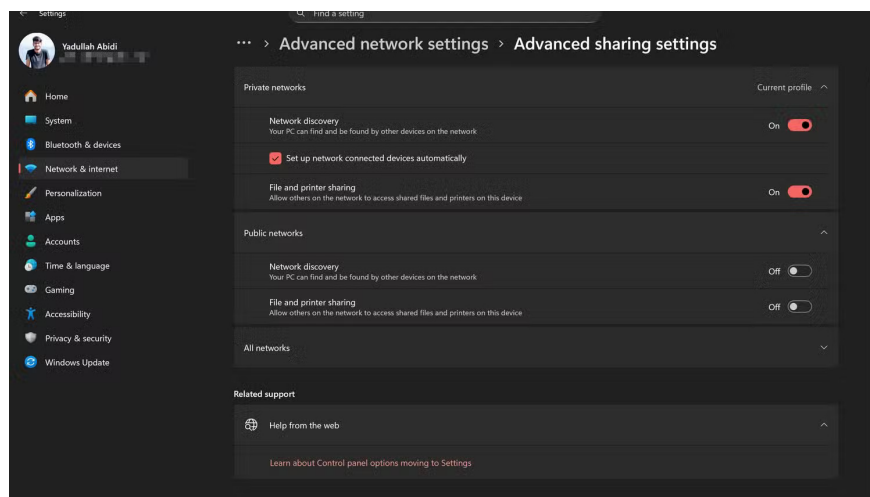 Settings
Find a setting
Yadullah Abidi
... > Advanced network settings > Advanced sharing settings
Home
System
Bluetooth & devices
Network & internet
Personalization
Apps
Accounts
Time & language
Gaming
Accessibility
Privacy & security
Windows Update
Private networks
Current profile
Network discovery
Your PC can find and be found by other devices on the network
On
Set up network connected devices automatically
File and printer sharing
Allow others on the network to access shared files and printers on this device
On
Public networks
Network discovery
Your PC can find and be found by other devices on the network
Off
File and printer sharing
Allow others on the network to access shared files and printers on this device
Off
All networks
Related support
Help from the web
Learn about Control panel options moving to Settings